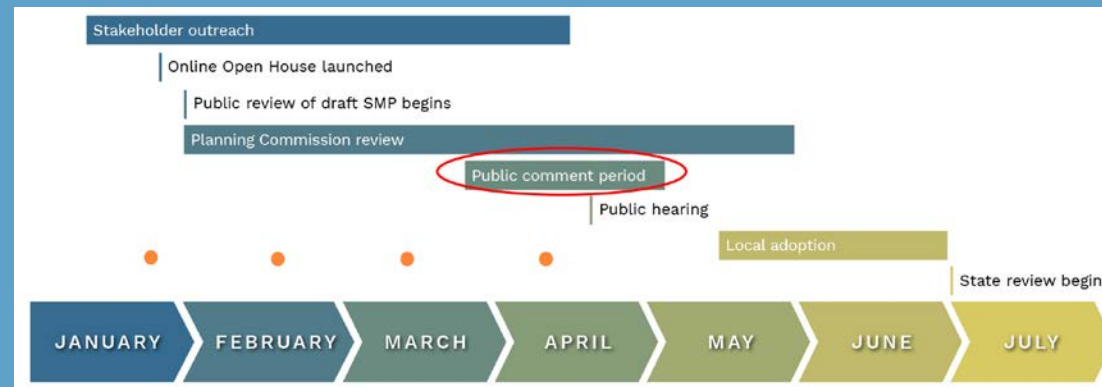 Stakeholder outreach
Online Open House launched
Public review of draft SMP begins
Planning Commission review
Public comment period
Public hearing
Local adoption
State review begin
JANUARY
FEBRUARY
MARCH
APRIL
MAY
JUNE
JULY